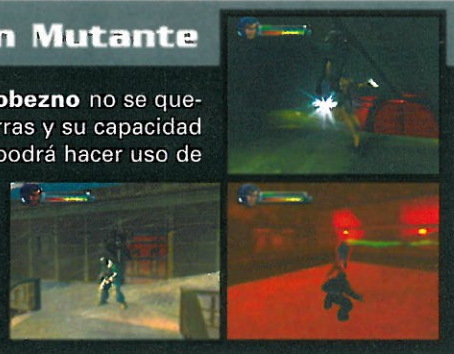 n Mutante
obezno no se que-
rras y su capacidad
podrá hacer uso de